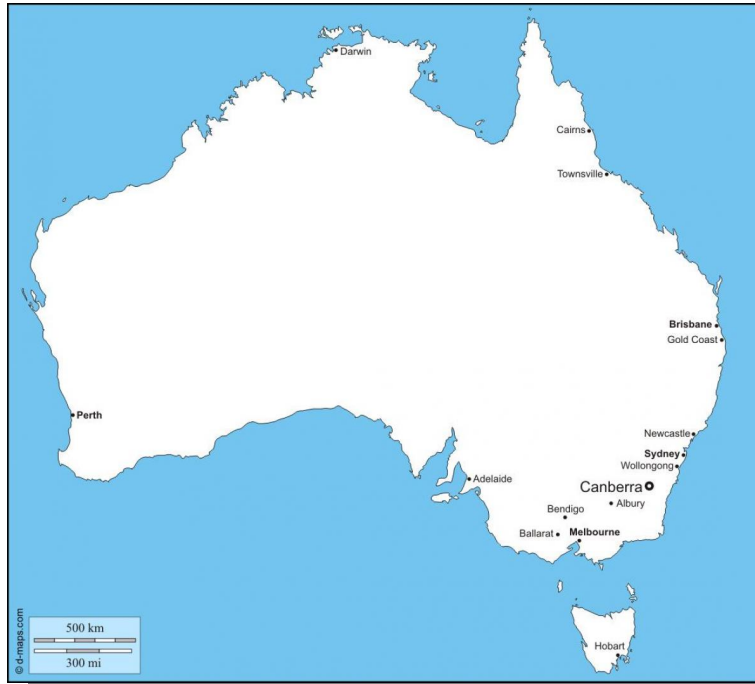 Darwin
Cairns
Townsville
Brisbane
Gold Coast
Perth
Newcastle
Sydney
Wollongong
Adelaide
Canberra
Albury
Bendigo
Ballarat
Melbourne
Hobart
500 km
300 mi
© d-maps.com